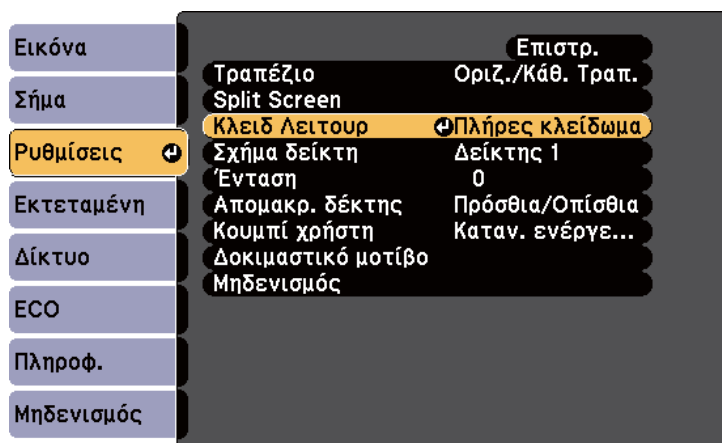 Εικόνα
Σήμα
Ρυθμίσεις
Εκτεταμένη
Δίκτυο
ECO
Πληροφ.
Μηδενισμός
Επιστρ.
Τραπέζιο Οριζ./Κάθ. Τραπ.
Split Screen
Κλειδ Λειτουρ Πλήρες κλείδωμα
Σχήμα δείκτη Δείκτης 1
Ένταση 0
Απομακρ. δέκτης Πρόσθια/Οπίσθια
Κουμπί χρήστη Καταν. ενέργε...
Δοκιμαστικό μοτίβο
Μηδενισμός